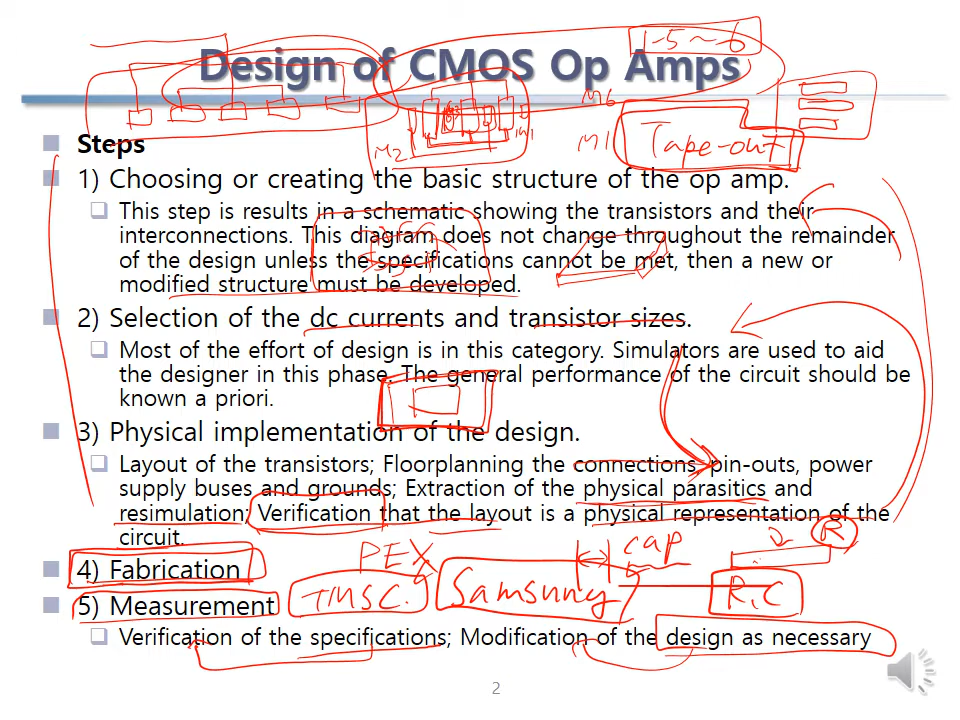 1-5~6
Design of CMOS Op Amps
M6
M2
M1
M1
Tape-out
Steps
1) Choosing or creating the basic structure of the op amp.
This step is results in a schematic showing the transistors and their
interconnections. This diagram does not change throughout the remainder
of the design unless the specifications cannot be met, then a new or
modified structure must be developed.
2) Selection of the dc currents and transistor sizes.
Most of the effort of design is in this category. Simulators are used to aid
the designer in this phase. The general performance of the circuit should be
known a priori.
3) Physical implementation of the design.
Layout of the transistors; Floorplanning the connections, pin-outs, power
supply buses and grounds; Extraction of the physical parasitics and
resimulation; Verification that the layout is a physical representation of the
circuit.
PEX
cap
R
4) Fabrication
TMSC.
Samsung
R,C
5) Measurement
Verification of the specifications; Modification of the design as necessary
2